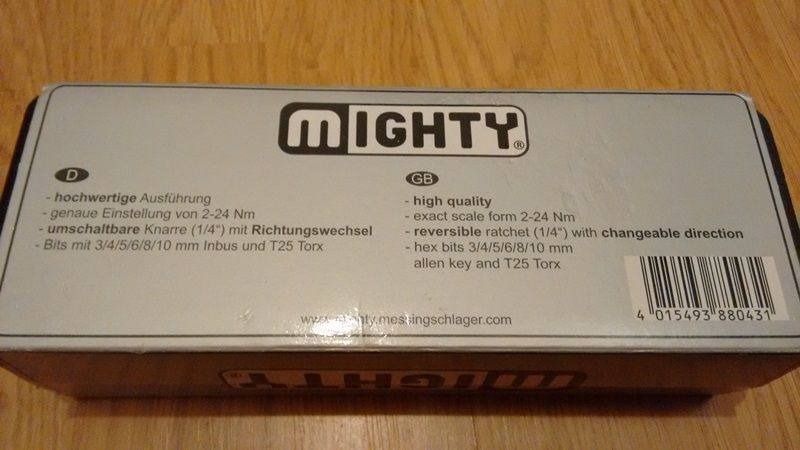 MIGHTY®
D
- hochwertige Ausführung
- genaue Einstellung von 2-24 Nm
- umschaltbare Knarre (1/4“) mit Richtungswechsel
- Bits mit 3/4/5/6/8/10 mm Inbus und T25 Torx
GB
- high quality
- exact scale form 2-24 Nm
- reversible ratchet (1/4“) with changeable direction
- hex bits 3/4/5/6/8/10 mm
allen key and T25 Torx
messingschlager.com
4 015493 880431
MIGHTY®